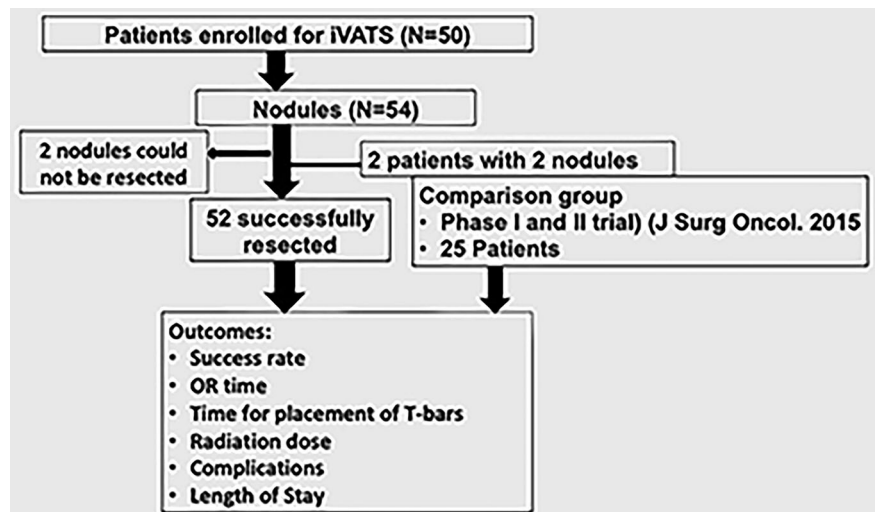 Patients enrolled for iVATS (N=50)
Nodules (N=54)
2 nodules could
not be resected
2 patients with 2 nodules
52 successfully
resected
Comparison group
• Phase I and II trial) (J Surg Oncol. 2015
• 25 Patients
Outcomes:
• Success rate
• OR time
• Time for placement of T-bars
• Radiation dose
• Complications
• Length of Stay